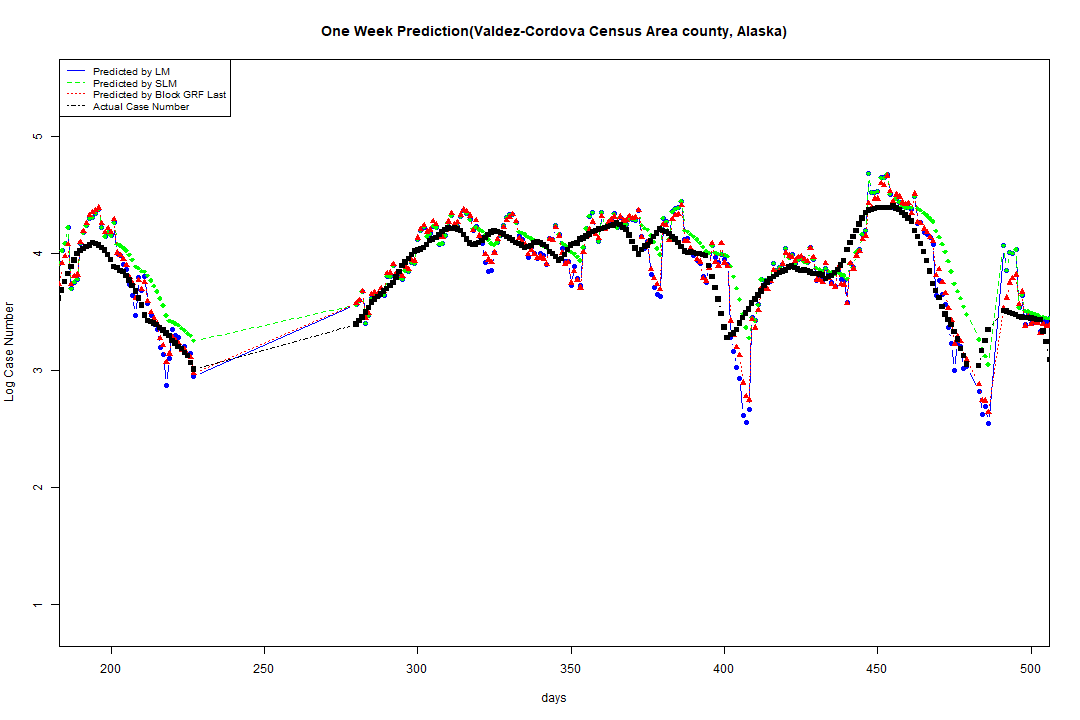 One Week Prediction(Valdez-Cordova Census Area county, Alaska)
Predicted by LM
Predicted by SLM
Predicted by Block GRF Last
Actual Case Number
Log Case Number
5
4
3
2
1
200 250 300 350 400 450 500
days